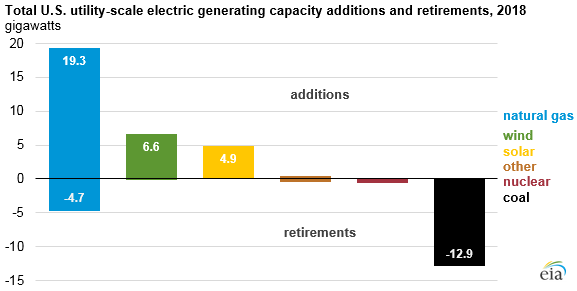 Total U.S. utility-scale electric generating capacity additions and retirements, 2018
gigawatts
20
15
10
5
0
-5
-10
-15
19.3
6.6
4.9
-4.7
-12.9
additions
retirements
natural gas
wind
solar
other
nuclear
coal
eia